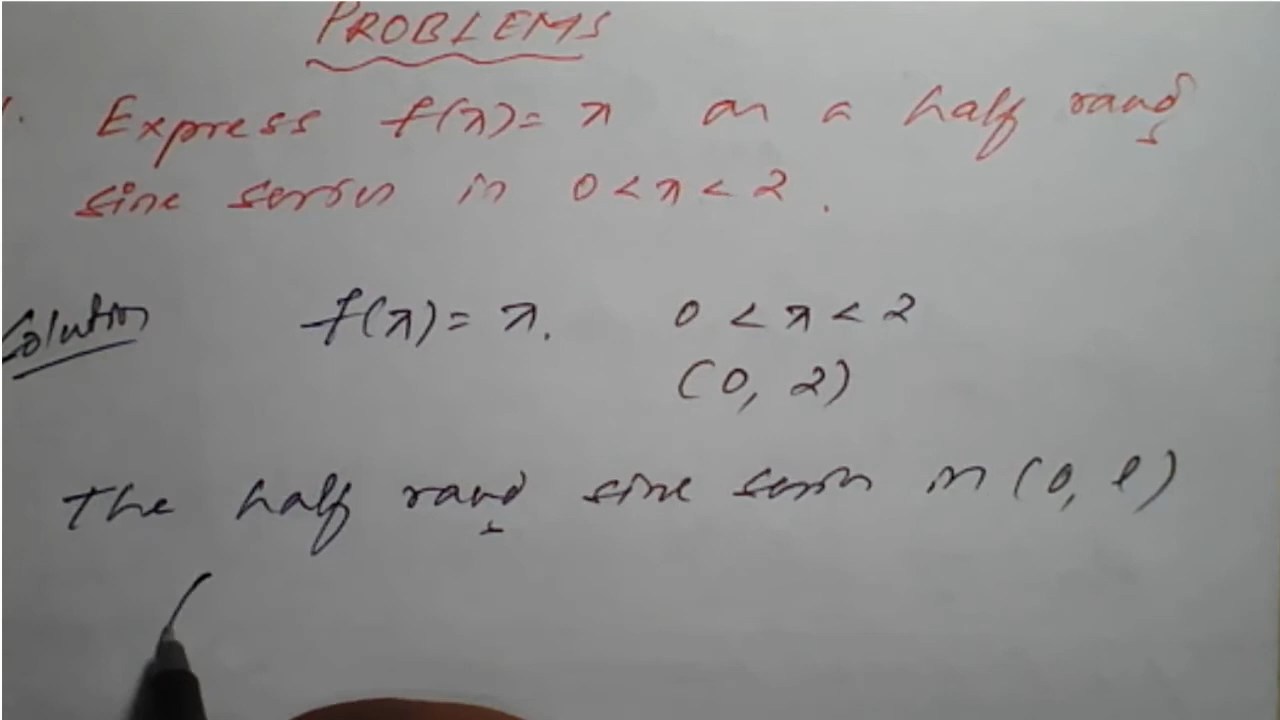 PROBLEMS
1. Express f(x) = x as a half range
sine series in 0 < x < 2 .
Solution f(x) = x. 0 < x < 2
(0, 2)
The half range sine series in (0, l)